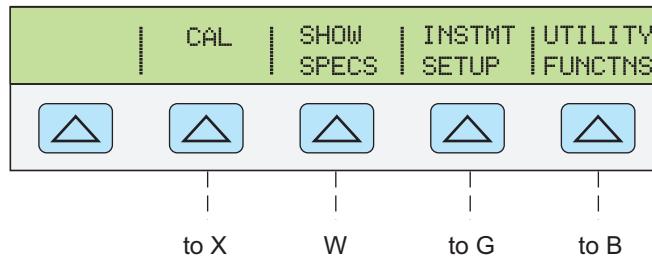 CAL SHOW INSTMT UTILITY
SPECS SETUP FUNCTNS
to X W to G to B